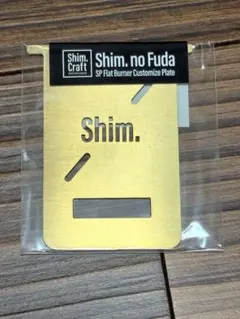 Shim.
Craft
Shim. no Fuda
SP Flat Burner Customize Plate
Shim.